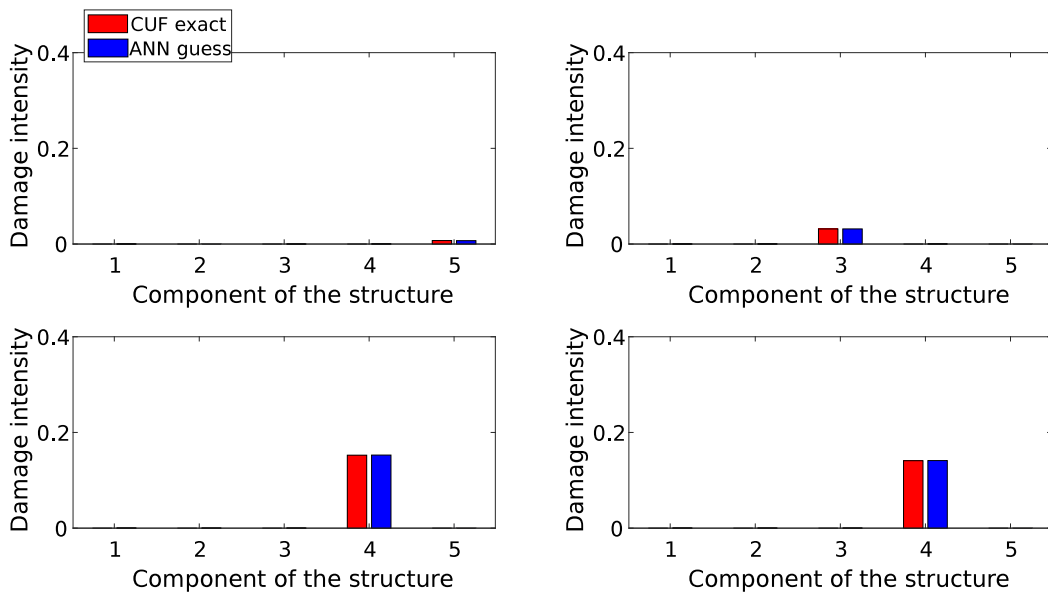 CUF exact
ANN guess
Damage intensity
0.4
0.2
0
1 2 3 4 5
Component of the structure
Damage intensity
0.4
0.2
0
1 2 3 4 5
Component of the structure
Damage intensity
0.4
0.2
0
1 2 3 4 5
Component of the structure
Damage intensity
0.4
0.2
0
1 2 3 4 5
Component of the structure